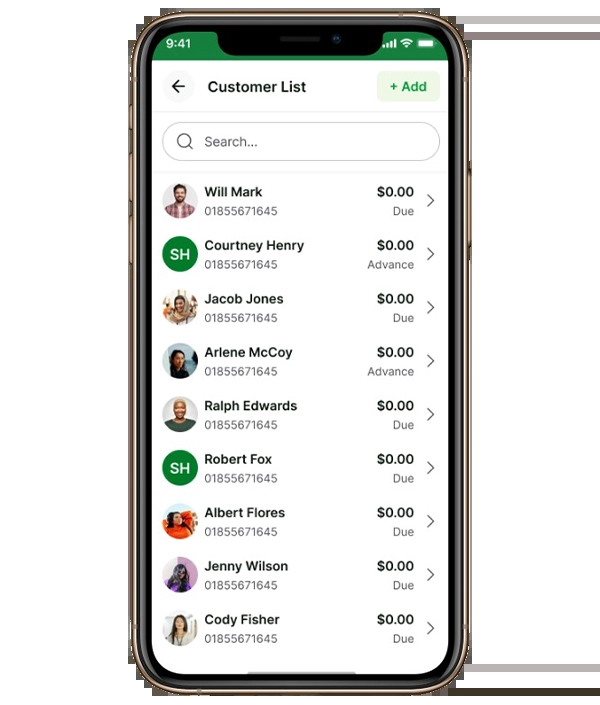 9:41
Customer List
+ Add
Search...
Will Mark $0.00
01855671645 Due
SH Courtney Henry $0.00
01855671645 Advance
Jacob Jones $0.00
01855671645 Due
Arlene McCoy $0.00
01855671645 Advance
Ralph Edwards $0.00
01855671645 Due
SH Robert Fox $0.00
01855671645 Due
Albert Flores $0.00
01855671645 Due
Jenny Wilson $0.00
01855671645 Due
Cody Fisher $0.00
01855671645 Due